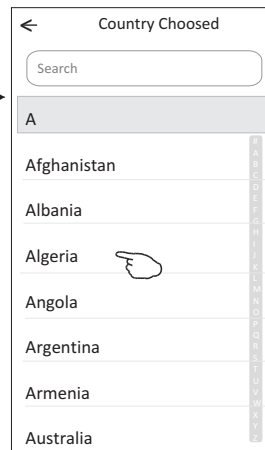 Country Choosed
Search
A
Afghanistan
Albania
Algeria
Angola
Argentina
Armenia
Australia
#
A
B
C
D
E
F
G
H
I
J
K
L
M
N
O
P
Q
R
S
T
U
V
W
X
Y
Z